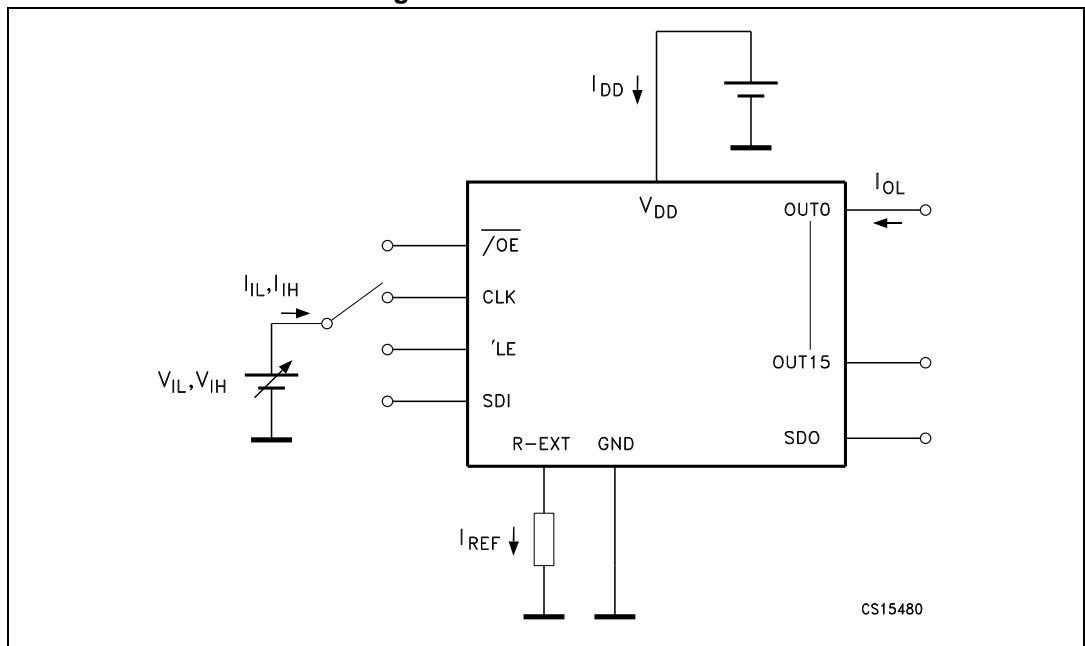 I_DD
V_DD
OUT0
I_OL
/OE
I_IL,I_IH
CLK
'LE
OUT15
V_IL,V_IH
SDI
SDO
R-EXT
GND
I_REF
CS15480